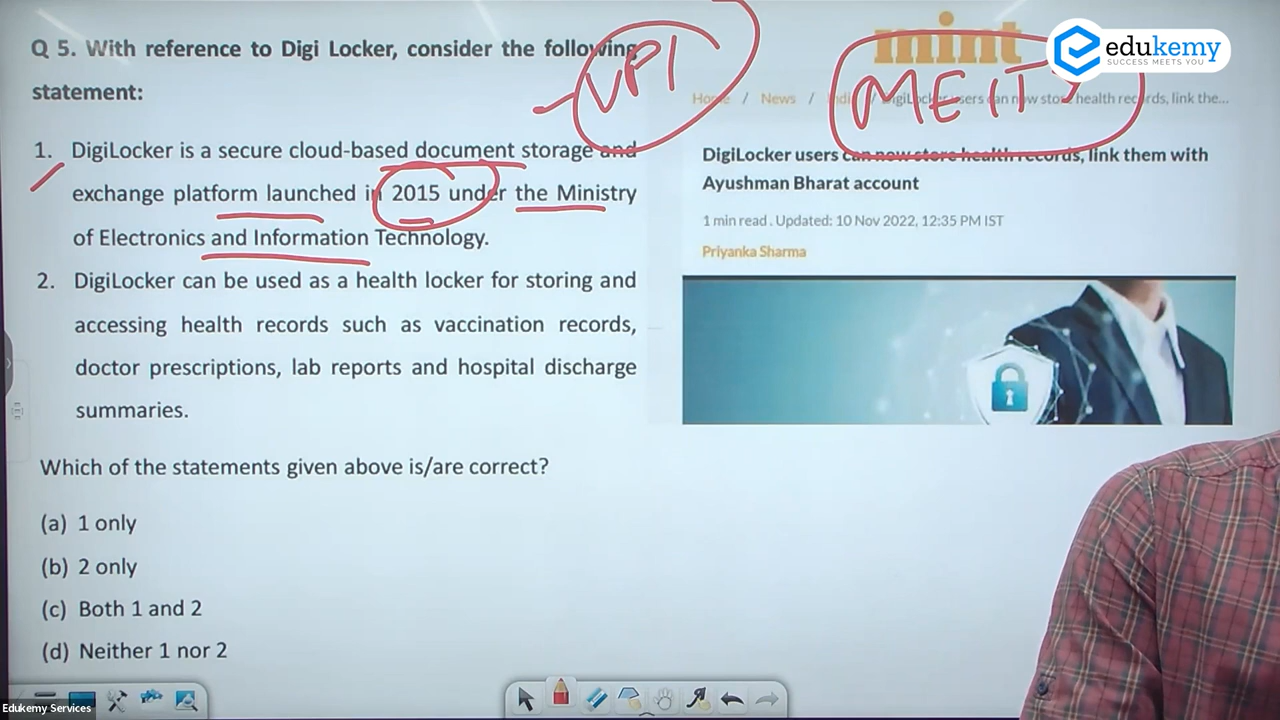 Q 5. With reference to Digi Locker, consider the following
statement:
1. DigiLocker is a secure cloud-based document storage and
exchange platform launched in 2015 under the Ministry
of Electronics and Information Technology.
2. DigiLocker can be used as a health locker for storing and
accessing health records such as vaccination records,
doctor prescriptions, lab reports and hospital discharge
summaries.
Which of the statements given above is/are correct?
(a) 1 only
(b) 2 only
(c) Both 1 and 2
(d) Neither 1 nor 2
UPI
mint
MEITY
edukemy
SUCCESS MEETS YOU
Home / News / / DigiLocker users can now store health records, link the...
DigiLocker users can now store health records, link them with
Ayushman Bharat account
1 min read . Updated: 10 Nov 2022, 12:35 PM IST
Priyanka Sharma
Edukemy Services